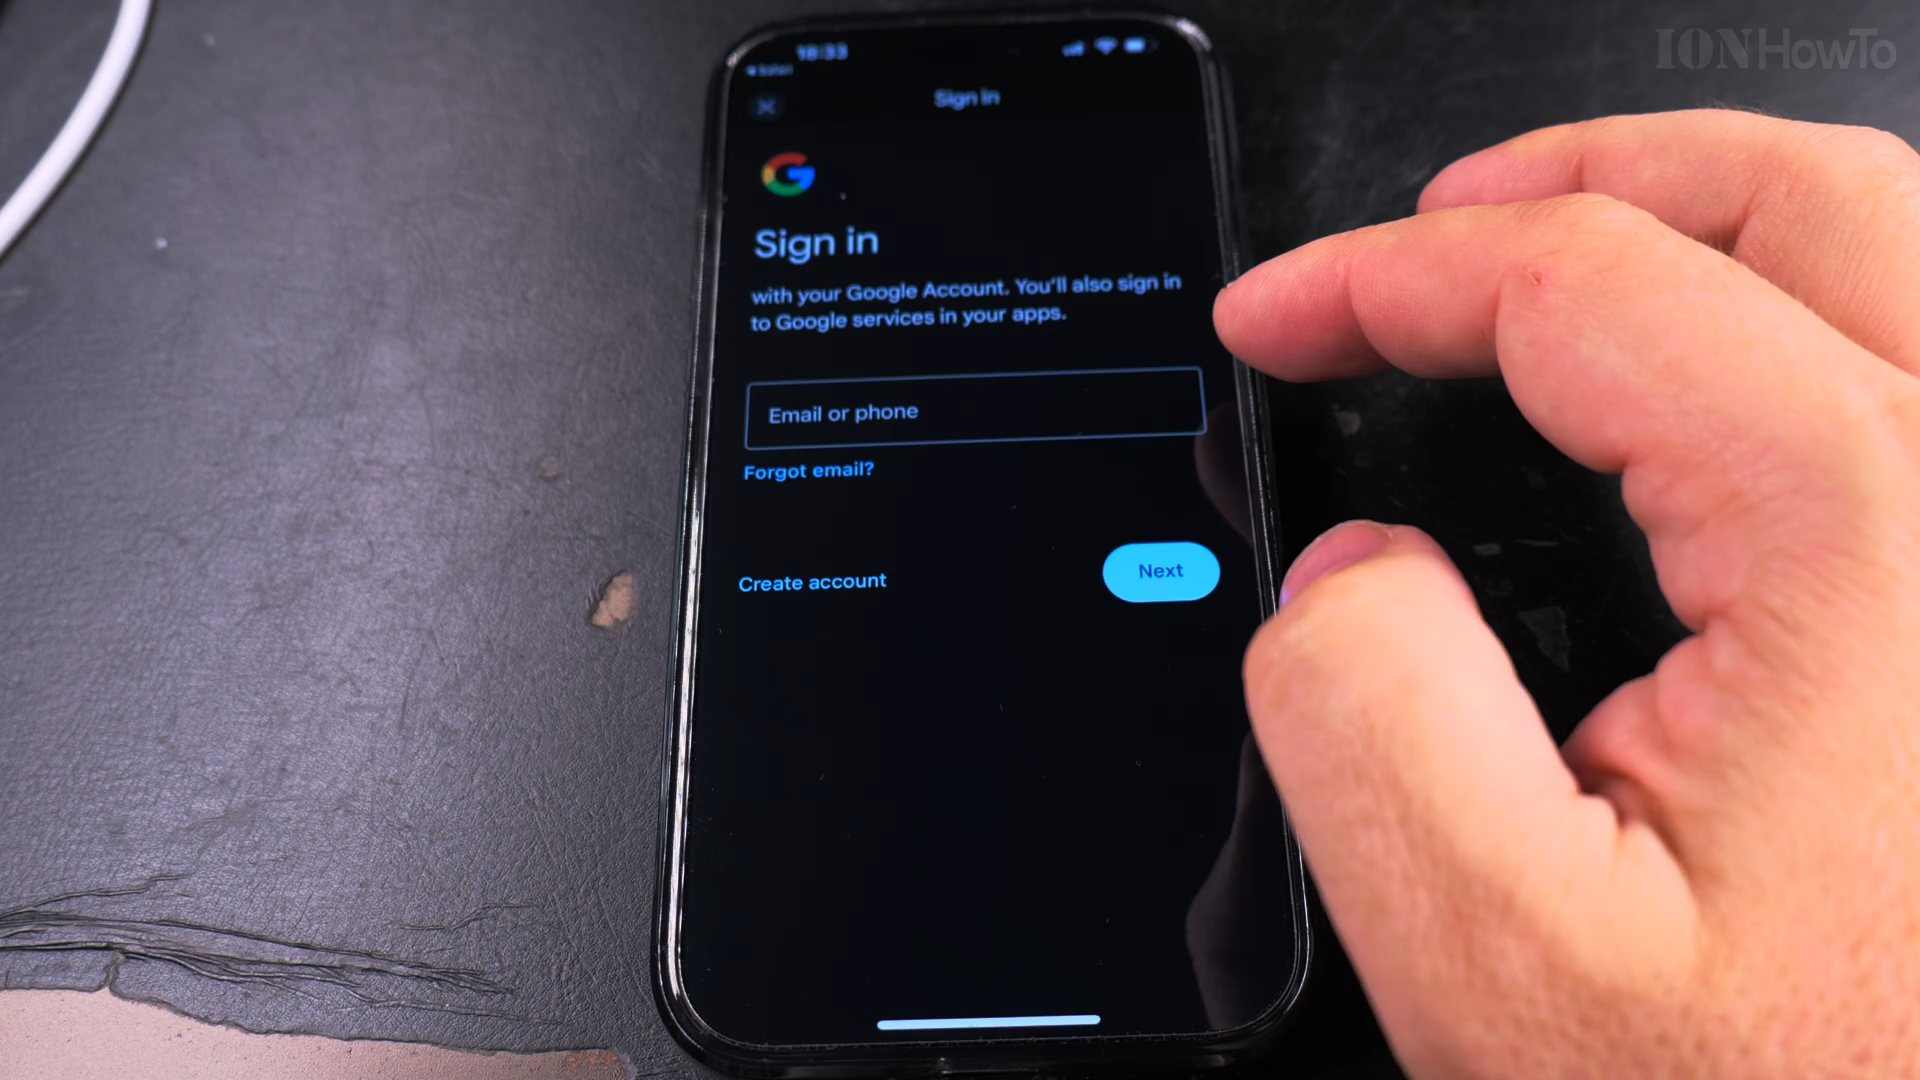 IONHowTo
18:33
Safari
Sign in
Sign in
with your Google Account. You'll also sign in
to Google services in your apps.
Email or phone
Forgot email?
Create account
Next